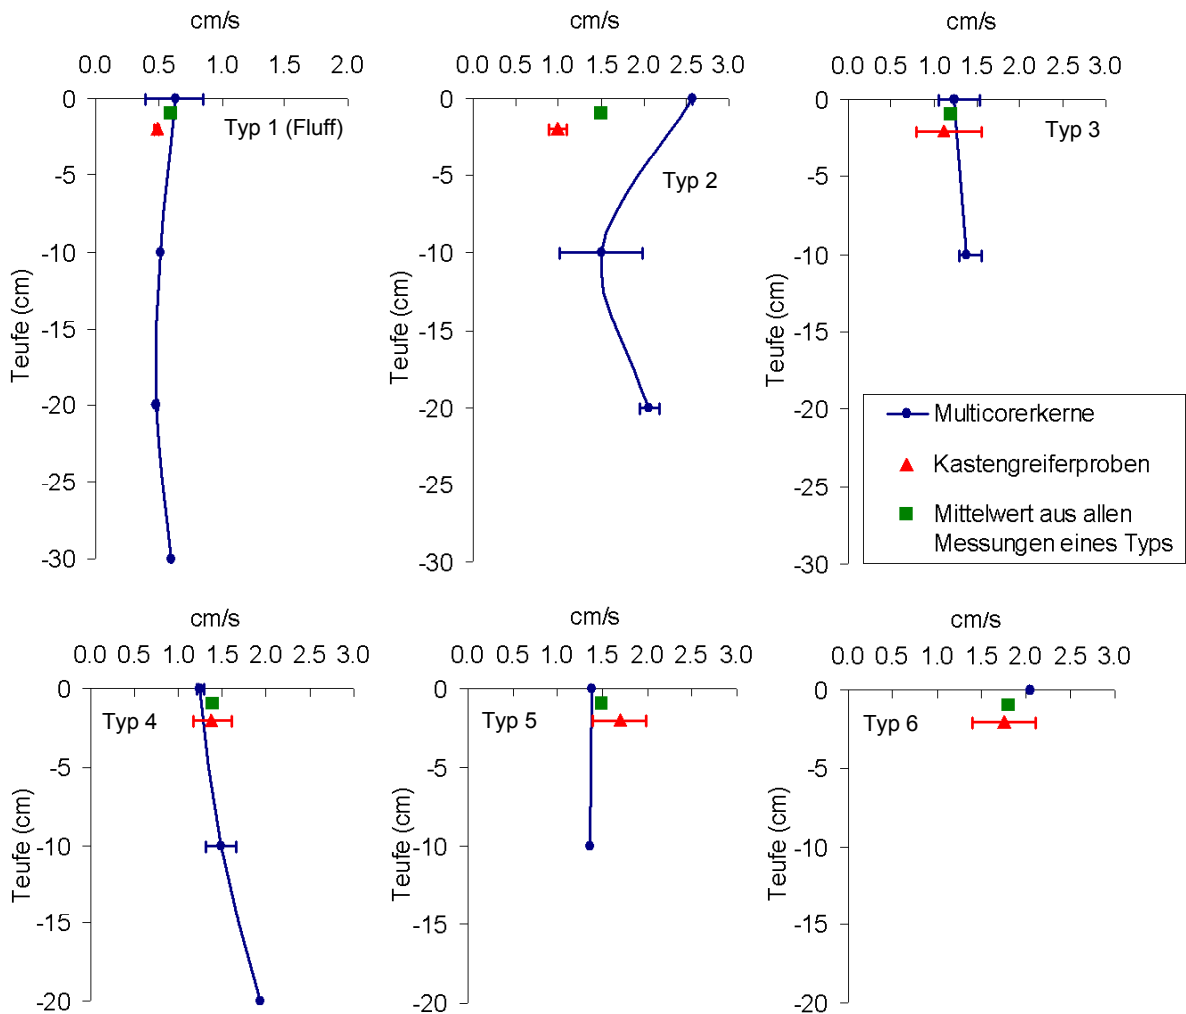 cm/s
0.0 0.5 1.0 1.5 2.0
0
-5
-10
-15
-20
-25
-30
Teufe (cm)
Typ 1 (Fluff)
cm/s
0.0 0.5 1.0 1.5 2.0 2.5 3.0
0
-5
-10
-15
-20
-25
-30
Teufe (cm)
Typ 2
cm/s
0.0 0.5 1.0 1.5 2.0 2.5 3.0
0
-5
-10
-15
-20
-25
-30
Teufe (cm)
Typ 3
Multicorerkerne
Kastengreiferproben
Mittelwert aus allen
Messungen eines Typs
cm/s
0.0 0.5 1.0 1.5 2.0 2.5 3.0
0
-5
-10
-15
-20
Teufe (cm)
Typ 4
cm/s
0.0 0.5 1.0 1.5 2.0 2.5 3.0
0
-5
-10
-15
-20
Teufe (cm)
Typ 5
cm/s
0.0 0.5 1.0 1.5 2.0 2.5 3.0
0
-5
-10
-15
-20
Teufe (cm)
Typ 6